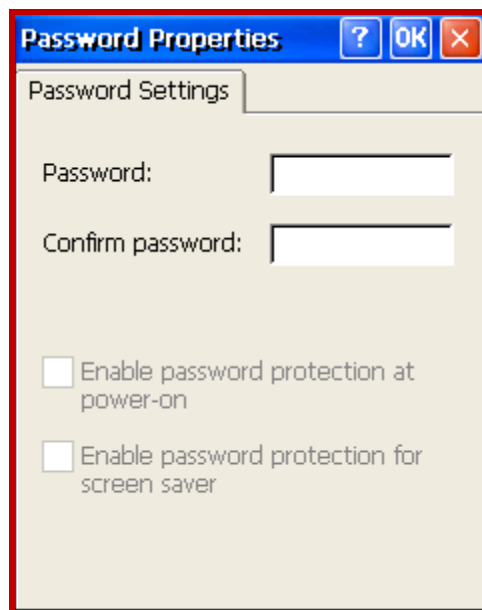 Password Properties ? OK ×
Password Settings
Password:
Confirm password:
Enable password protection at
power-on
Enable password protection for
screen saver